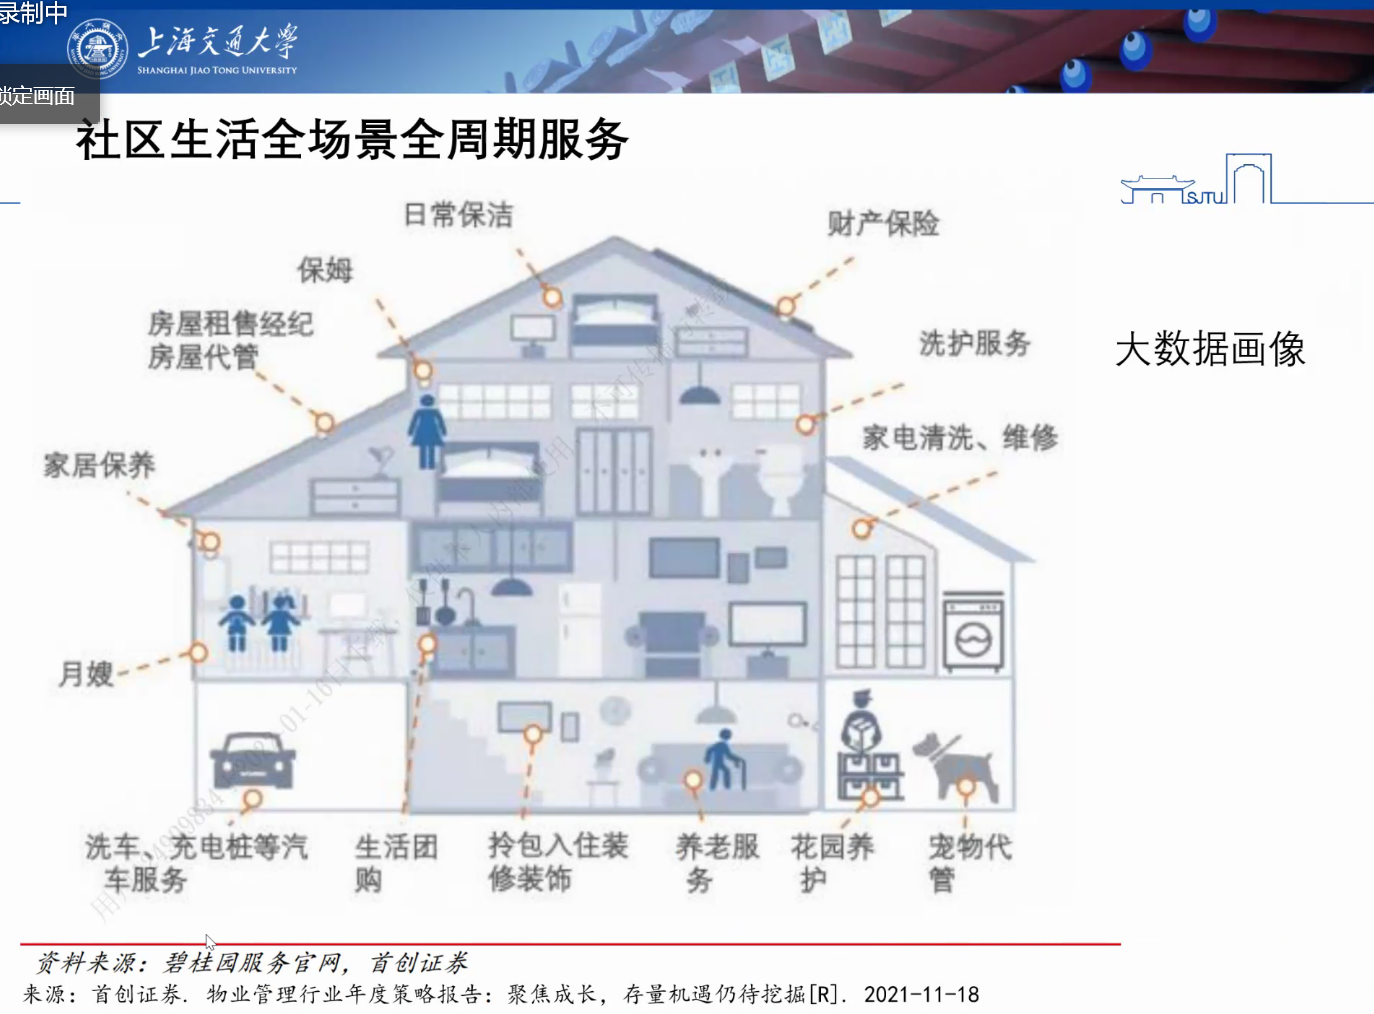 录制中
上海交通大学
SHANGHAI JIAO TONG UNIVERSITY
锁定画面
社区生活全场景全周期服务
SJTU
日常保洁
财产保险
保姆
房屋租售经纪
房屋代管
洗护服务
大数据画像
家电清洗、维修
家居保养
月嫂
洗车、充电桩等汽
车服务
生活团
购
拎包入住装
修装饰
养老服
务
花园养
护
宠物代
管
资料来源：碧桂园服务官网，首创证券
来源：首创证券. 物业管理行业年度策略报告：聚焦成长，存量机遇仍待挖掘[R]. 2021-11-18